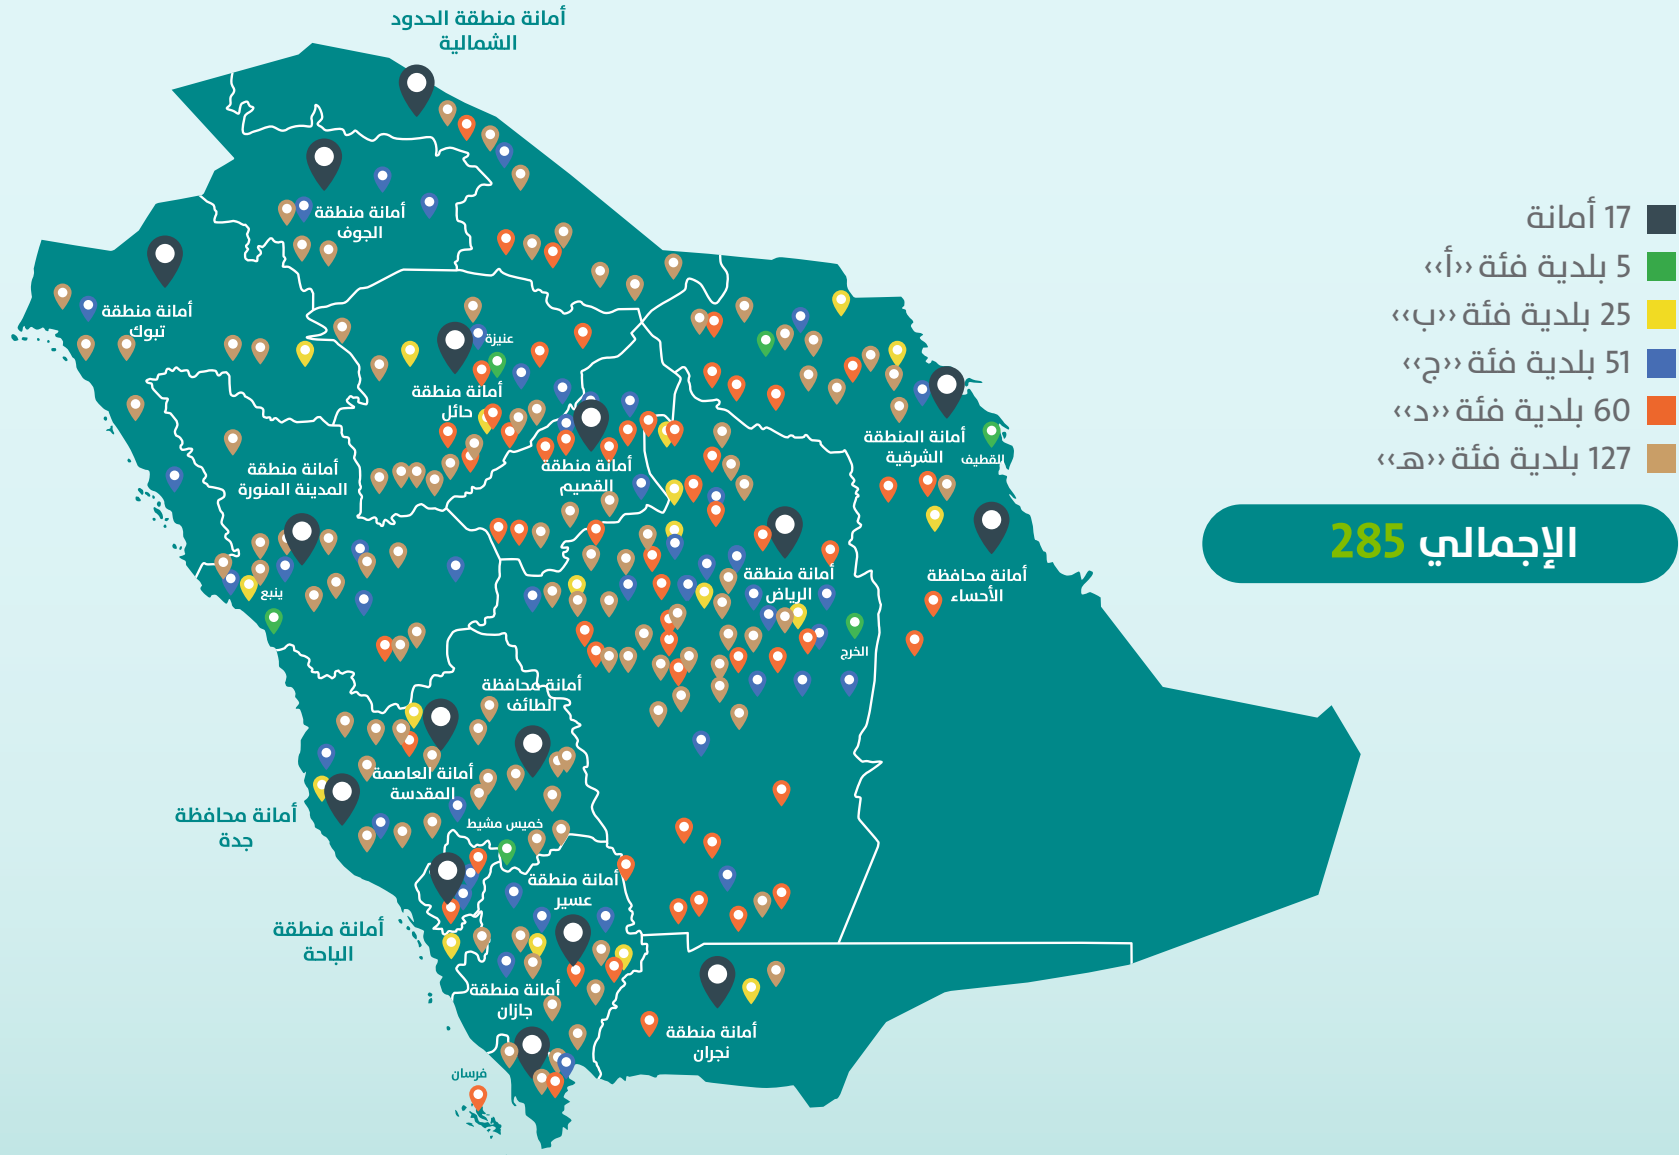 أمانة منطقة الحدود
الشمالية
17 أمانة
5 بلدية فئة ‹‹أ››
25 بلدية فئة ‹‹ب››
51 بلدية فئة ‹‹ج››
60 بلدية فئة ‹‹د››
127 بلدية فئة ‹‹هـ››
الإجمالي 285
أمانة منطقة
الجوف
أمانة منطقة
تبوك
عنيزة
أمانة منطقة
حائل
أمانة المنطقة
الشرقية
القطيف
أمانة منطقة
القصيم
أمانة منطقة
المدينة المنورة
ينبع
أمانة منطقة
الرياض
أمانة محافظة
الأحساء
الخرج
أمانة محافظة
الطائف
أمانة العاصمة
المقدسة
أمانة محافظة
جدة
خميس مشيط
أمانة منطقة
عسير
أمانة منطقة
الباحة
أمانة منطقة
جازان
أمانة منطقة
نجران
فرسان